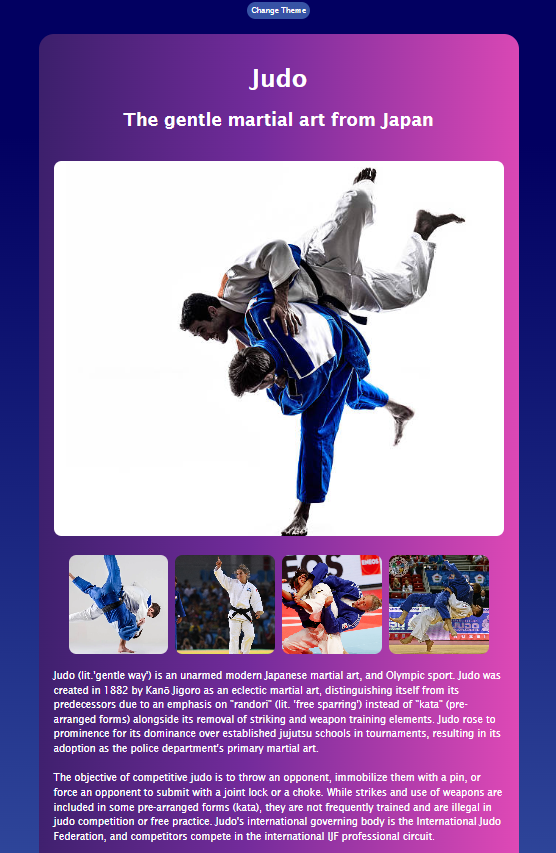 Change Theme
Judo
The gentle martial art from Japan
ENEOS
JUDO
Judo (lit.'gentle way') is an unarmed modern Japanese martial art, and Olympic sport. Judo was
created in 1882 by Kanō Jigoro as an eclectic martial art, distinguishing itself from its
predecessors due to an emphasis on "randori" (lit. 'free sparring') instead of "kata" (pre-
arranged forms) alongside its removal of striking and weapon training elements. Judo rose to
prominence for its dominance over established jujutsu schools in tournaments, resulting in its
adoption as the police department's primary martial art.
The objective of competitive judo is to throw an opponent, immobilize them with a pin, or
force an opponent to submit with a joint lock or a choke. While strikes and use of weapons are
included in some pre-arranged forms (kata), they are not frequently trained and are illegal in
judo competition or free practice. Judo's international governing body is the International Judo
Federation, and competitors compete in the international IJF professional circuit.